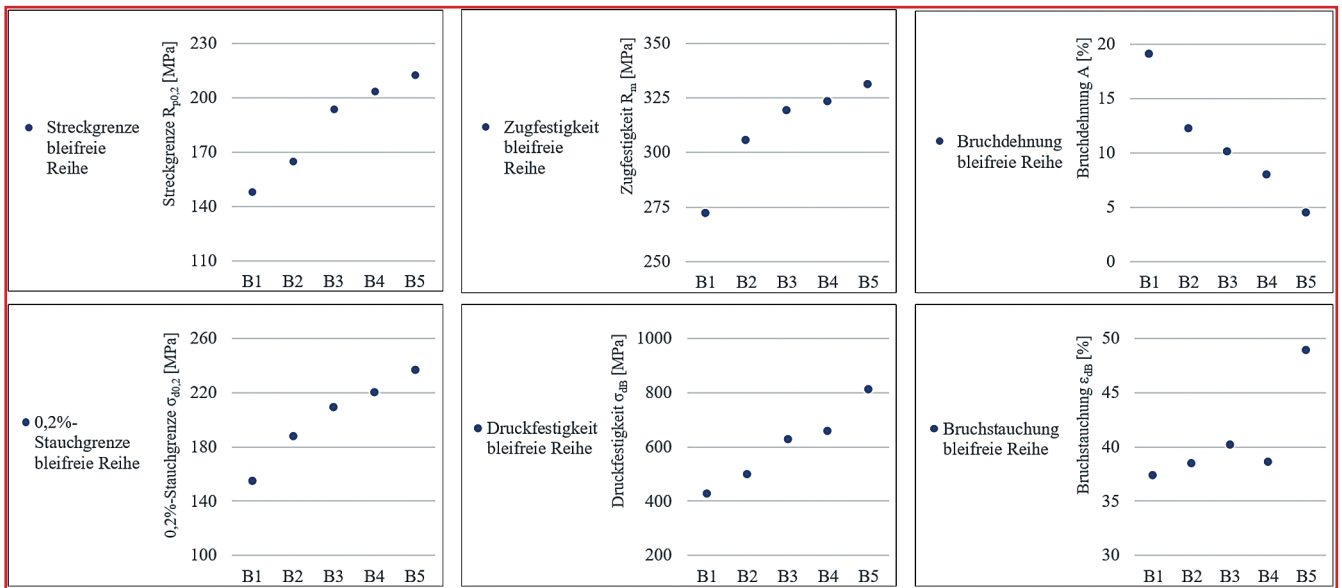 Streckgrenze
bleifreie
Reihe
Streckgrenze Rp0,2 [MPa]
230
200
170
140
110
B1 B2 B3 B4 B5
Zugfestigkeit
bleifreie
Reihe
Zugfestigkeit Rm [MPa]
350
325
300
275
250
B1 B2 B3 B4 B5
Bruchdehnung
bleifreie Reihe
Bruchdehnung A [%]
20
15
10
5
0
B1 B2 B3 B4 B5
0,2%-
Stauchgrenze
bleifreie Reihe
0,2%-Stauchgrenze σd0,2 [MPa]
260
220
180
140
100
B1 B2 B3 B4 B5
Druckfestigkeit
bleifreie Reihe
Druckfestigkeit σdB [MPa]
1000
800
600
400
200
B1 B2 B3 B4 B5
Bruchstauchung
bleifreie Reihe
Bruchstauchung εdB [%]
50
45
40
35
30
B1 B2 B3 B4 B5